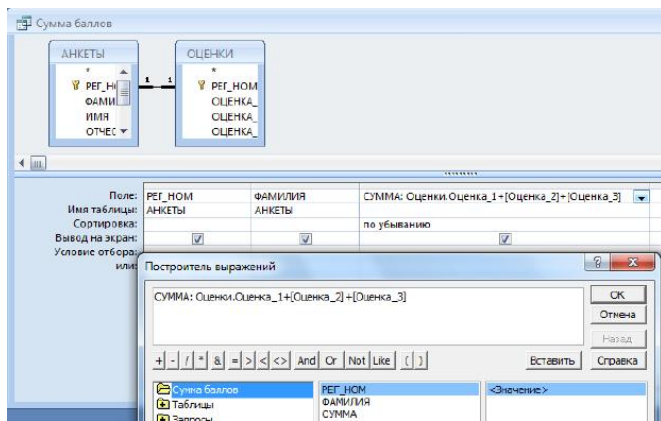 Сумма баллов
АНКЕТЫ
*
РЕГ_Н
ФАМИ
ИМЯ
ОТЧЕС
1 1
ОЦЕНКИ
*
РЕГ_НОМ
ОЦЕНКА_
ОЦЕНКА_
ОЦЕНКА_
Поле: РЕГ_НОМ ФАМИЛИЯ СУММА: Оценки.Оценка_1+[Оценка_2]+[Оценка_3]
Имя таблицы: АНКЕТЫ АНКЕТЫ
Сортировка: по убыванию
Вывод на экран:
Условие отбора:
или:
Построитель выражений
СУММА: Оценки.Оценка_1+[Оценка_2]+[Оценка_3]
ОК
Отмена
Назад
+ - / * & = > < <> And Or Not Like ( ) Вставить Справка
Сумма баллов РЕГ_НОМ <Значение>
Таблицы ФАМИЛИЯ
Запросы СУММА